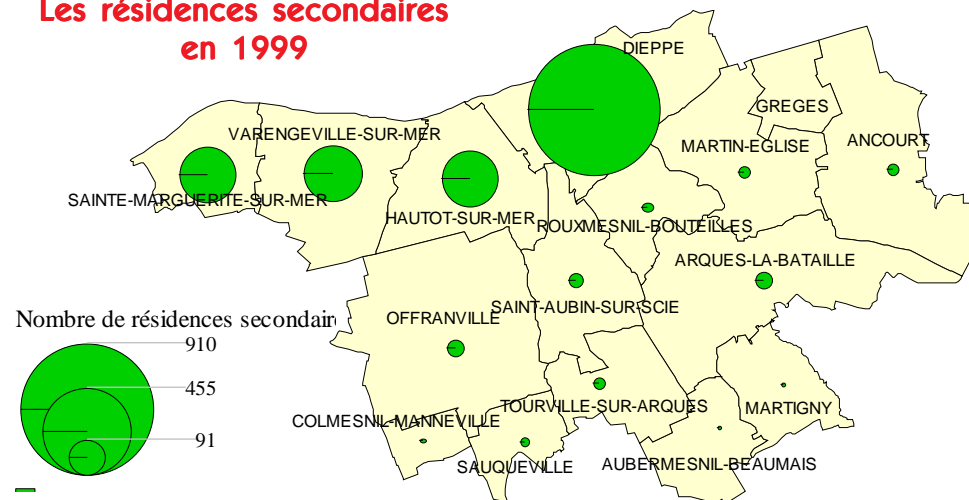 Les résidences secondaires
en 1999
DIEPPE
GREGES
VARENGEVILLE-SUR-MER
MARTIN-EGLISE
ANCOURT
SAINTE-MARGUERITE-SUR-MER
HAUTOT-SUR-MER
ROUXMESNIL-BOUTEILLES
ARQUES-LA-BATAILLE
SAINT-AUBIN-SUR-SCIE
OFFRANVILLE
Nombre de résidences secondair
910
455
91
TOURVILLE-SUR-ARQUES
MARTIGNY
COLMESNIL-MANNEVILLE
SAUQUEVILLE
AUBERMESNIL-BEAUMAIS